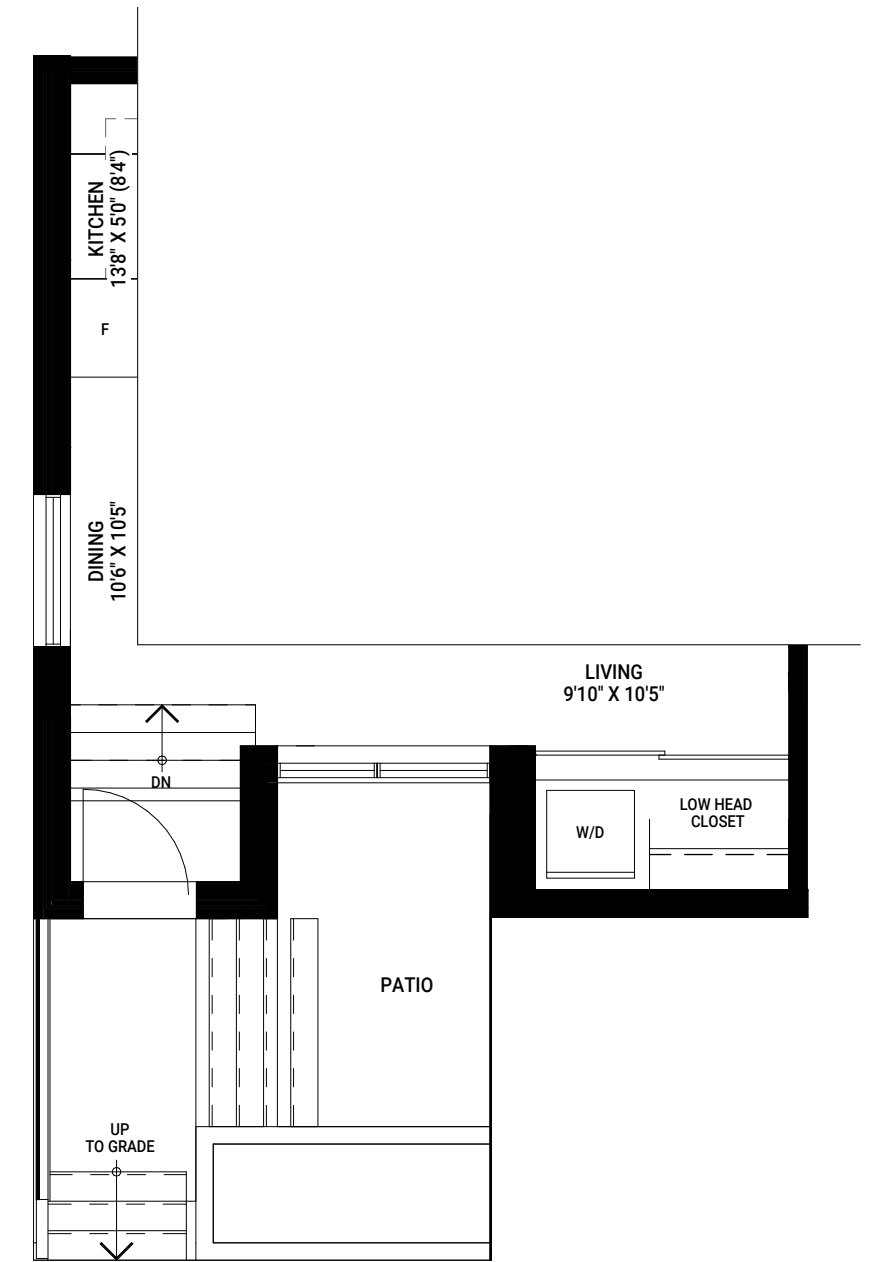 KITCHEN
13'8" X 5'0" (8'4")
F
DINING
10'6" X 10'5"
LIVING
9'10" X 10'5"
DN
W/D
LOW HEAD
CLOSET
PATIO
UP
TO GRADE